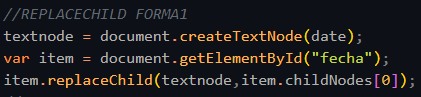 //REPLACECHILD FORMA1
textnode = document.createTextNode(date);
var item = document.getElementById("fecha");
item.replaceChild(textnode,item.childNodes[0]);